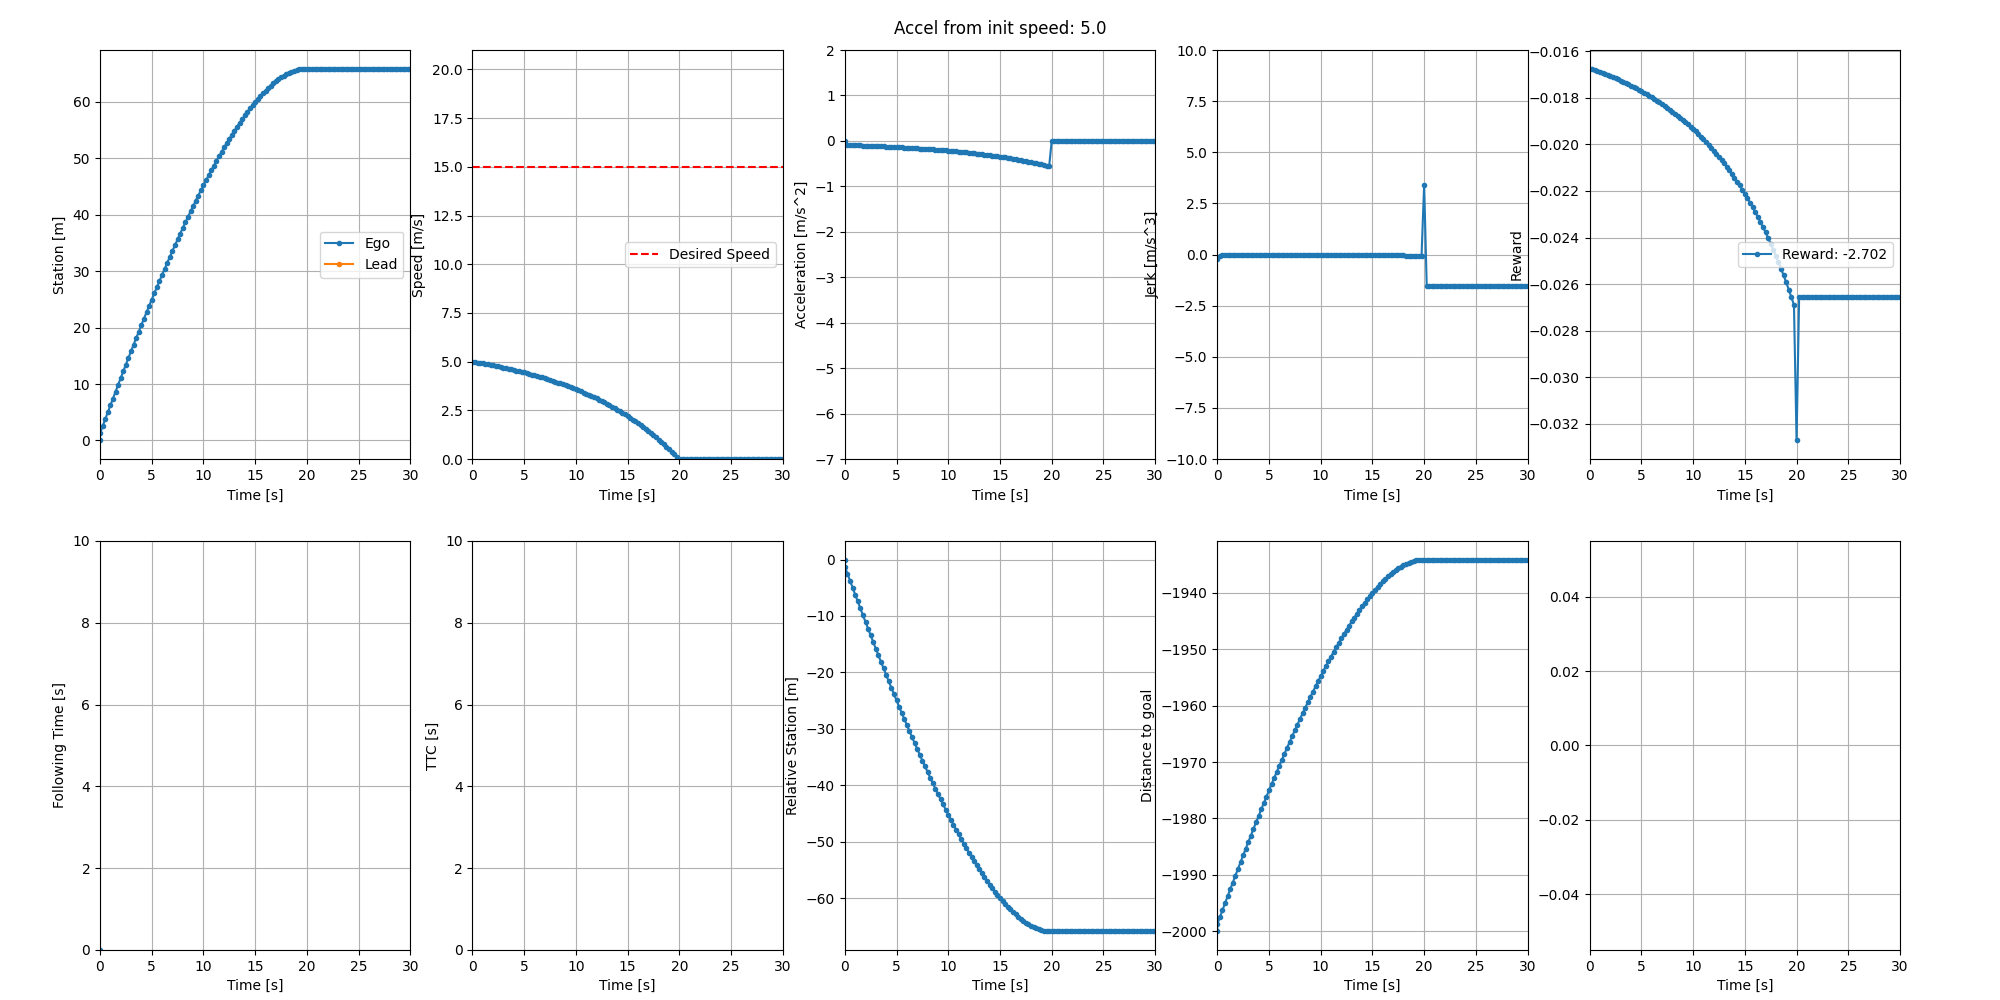 Accel from init speed: 5.0
Station [m]
60
50
40
30
20
10
0
Ego
Lead
0 5 10 15 20 25 30
Time [s]
Speed [m/s]
20.0
17.5
15.0
12.5
10.0
7.5
5.0
2.5
0.0
Desired Speed
0 5 10 15 20 25 30
Time [s]
Acceleration [m/s^2]
2
1
0
−1
−2
−3
−4
−5
−6
−7
0 5 10 15 20 25 30
Time [s]
Jerk [m/s^3]
10.0
7.5
5.0
2.5
0.0
−2.5
−5.0
−7.5
−10.0
0 5 10 15 20 25 30
Time [s]
Reward
−0.016
−0.018
−0.020
−0.022
−0.024
−0.026
−0.028
−0.030
−0.032
Reward: -2.702
0 5 10 15 20 25 30
Time [s]
Following Time [s]
10
8
6
4
2
0
0 5 10 15 20 25 30
Time [s]
TTC [s]
10
8
6
4
2
0
0 5 10 15 20 25 30
Time [s]
Relative Station [m]
0
−10
−20
−30
−40
−50
−60
0 5 10 15 20 25 30
Time [s]
Distance to goal
−1940
−1950
−1960
−1970
−1980
−1990
−2000
0 5 10 15 20 25 30
Time [s]
0.04
0.02
0.00
−0.02
−0.04
0 5 10 15 20 25 30
Time [s]